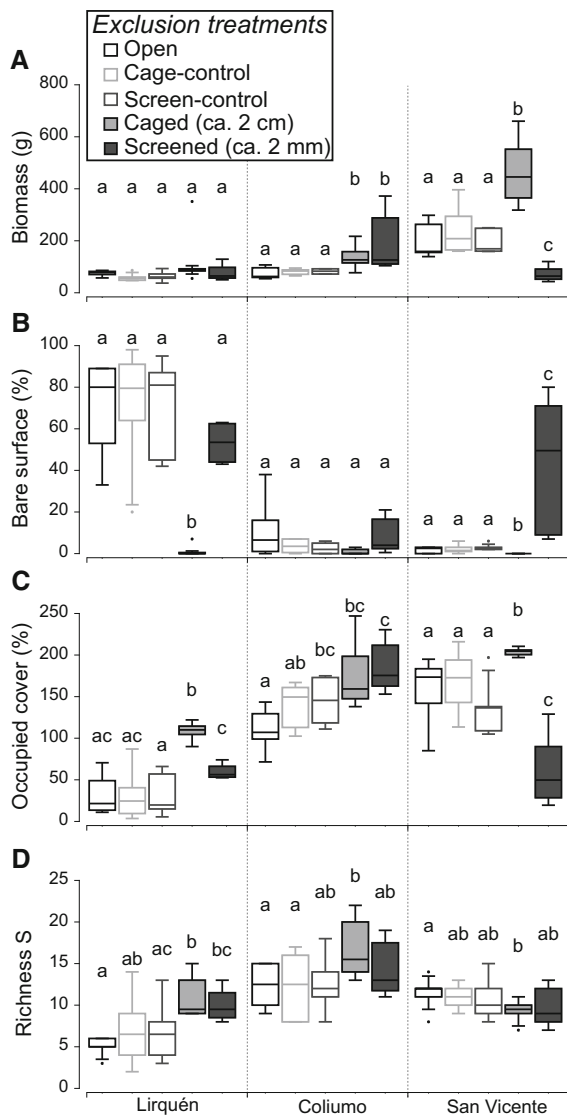 Exclusion treatments
Open
Cage-control
Screen-control
Caged (ca. 2 cm)
Screened (ca. 2 mm)
A
Biomass (g)
800
600
400
200
0
a a a a a
a a a b b
a a a b c
B
Bare surface (%)
80
60
40
20
0
a a a b a
a a a a a
a a a b c
C
Occupied cover (%)
250
200
150
100
50
0
ac ac a b c
a ab bc bc c
a a a b c
D
Richness S
25
20
15
10
5
0
a ab ac b bc
a a ab b ab
a ab ab b ab
Lirquén Coliumo San Vicente